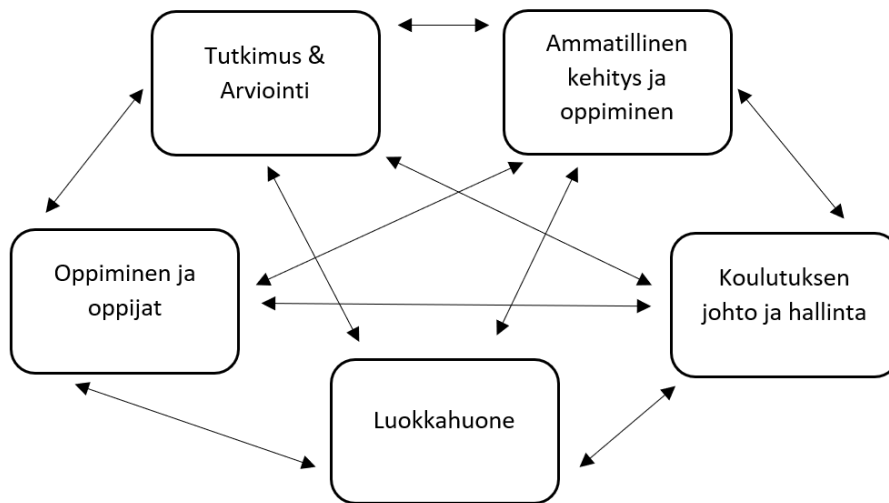 Tutkimus &
Arviointi
Ammatillinen
kehitys ja
oppiminen
Oppiminen ja
oppijat
Koulutuksen
johto ja hallinta
Luokkahuone